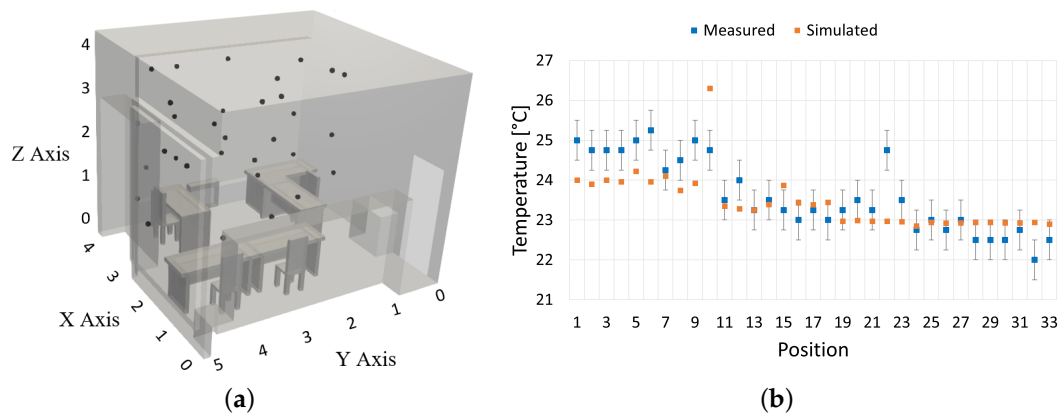 4
3
2
Z Axis
1
0
4
3
X Axis
2
1
0
5
4
3
2
1
0
Y Axis
(a)
Measured Simulated
27
26
25
24
23
22
21
Temperature [°C]
1 3 5 7 9 11 13 15 17 19 21 23 25 27 29 31 33
Position
(b)